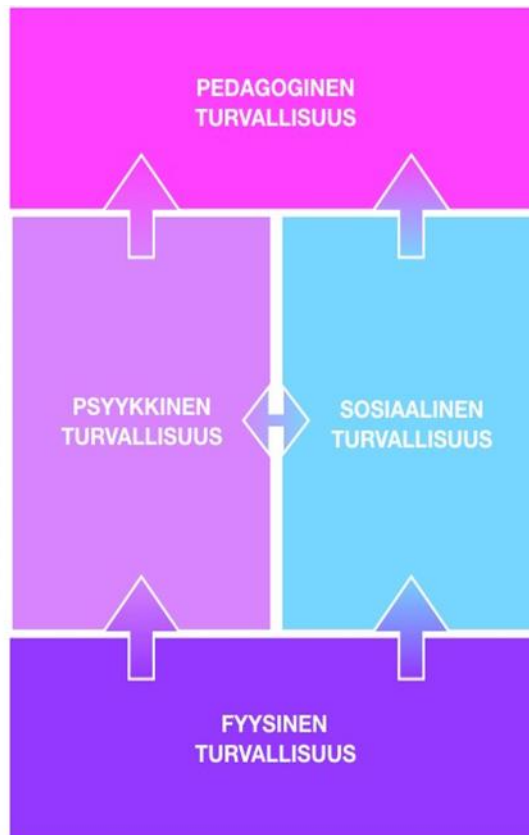 PEDAGOGINEN
TURVALLISUUS
PSYYKKINEN
TURVALLISUUS
SOSIAALINEN
TURVALLISUUS
FYYSINEN
TURVALLISUUS